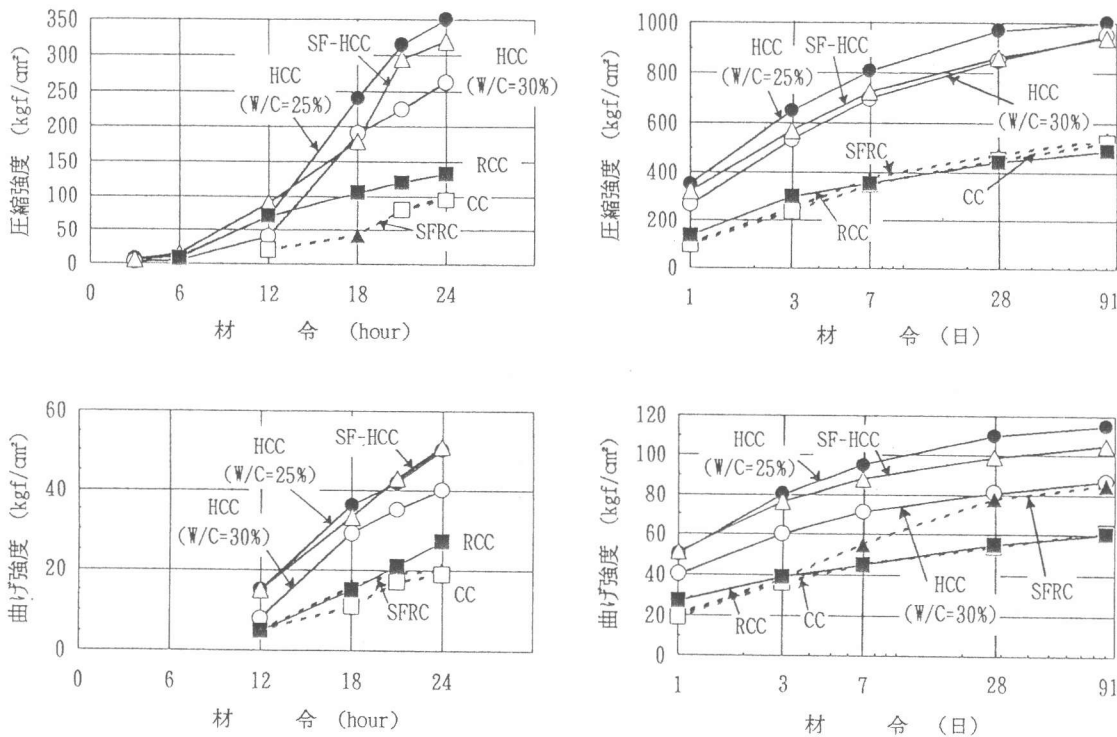 圧縮強度 (kgf/cm²)
350
300
250
200
150
100
50
0
SF-HCC
HCC
(W/C=25%)
HCC
(W/C=30%)
RCC
CC
SFRC
0 6 12 18 24
材 令 (hour)
圧縮強度 (kgf/cm²)
1000
800
600
400
200
0
HCC
(W/C=25%)
SF-HCC
HCC
(W/C=30%)
SFRC
CC
RCC
1 3 7 28 91
材 令 (日)
曲げ強度 (kgf/cm²)
60
40
20
0
HCC
(W/C=25%)
SF-HCC
HCC
(W/C=30%)
RCC
SFRC
CC
0 6 12 18 24
材 令 (hour)
曲げ強度 (kgf/cm²)
120
100
80
60
40
20
0
HCC
(W/C=25%)
SF-HCC
RCC
CC
HCC
(W/C=30%)
SFRC
1 3 7 28 91
材 令 (日)